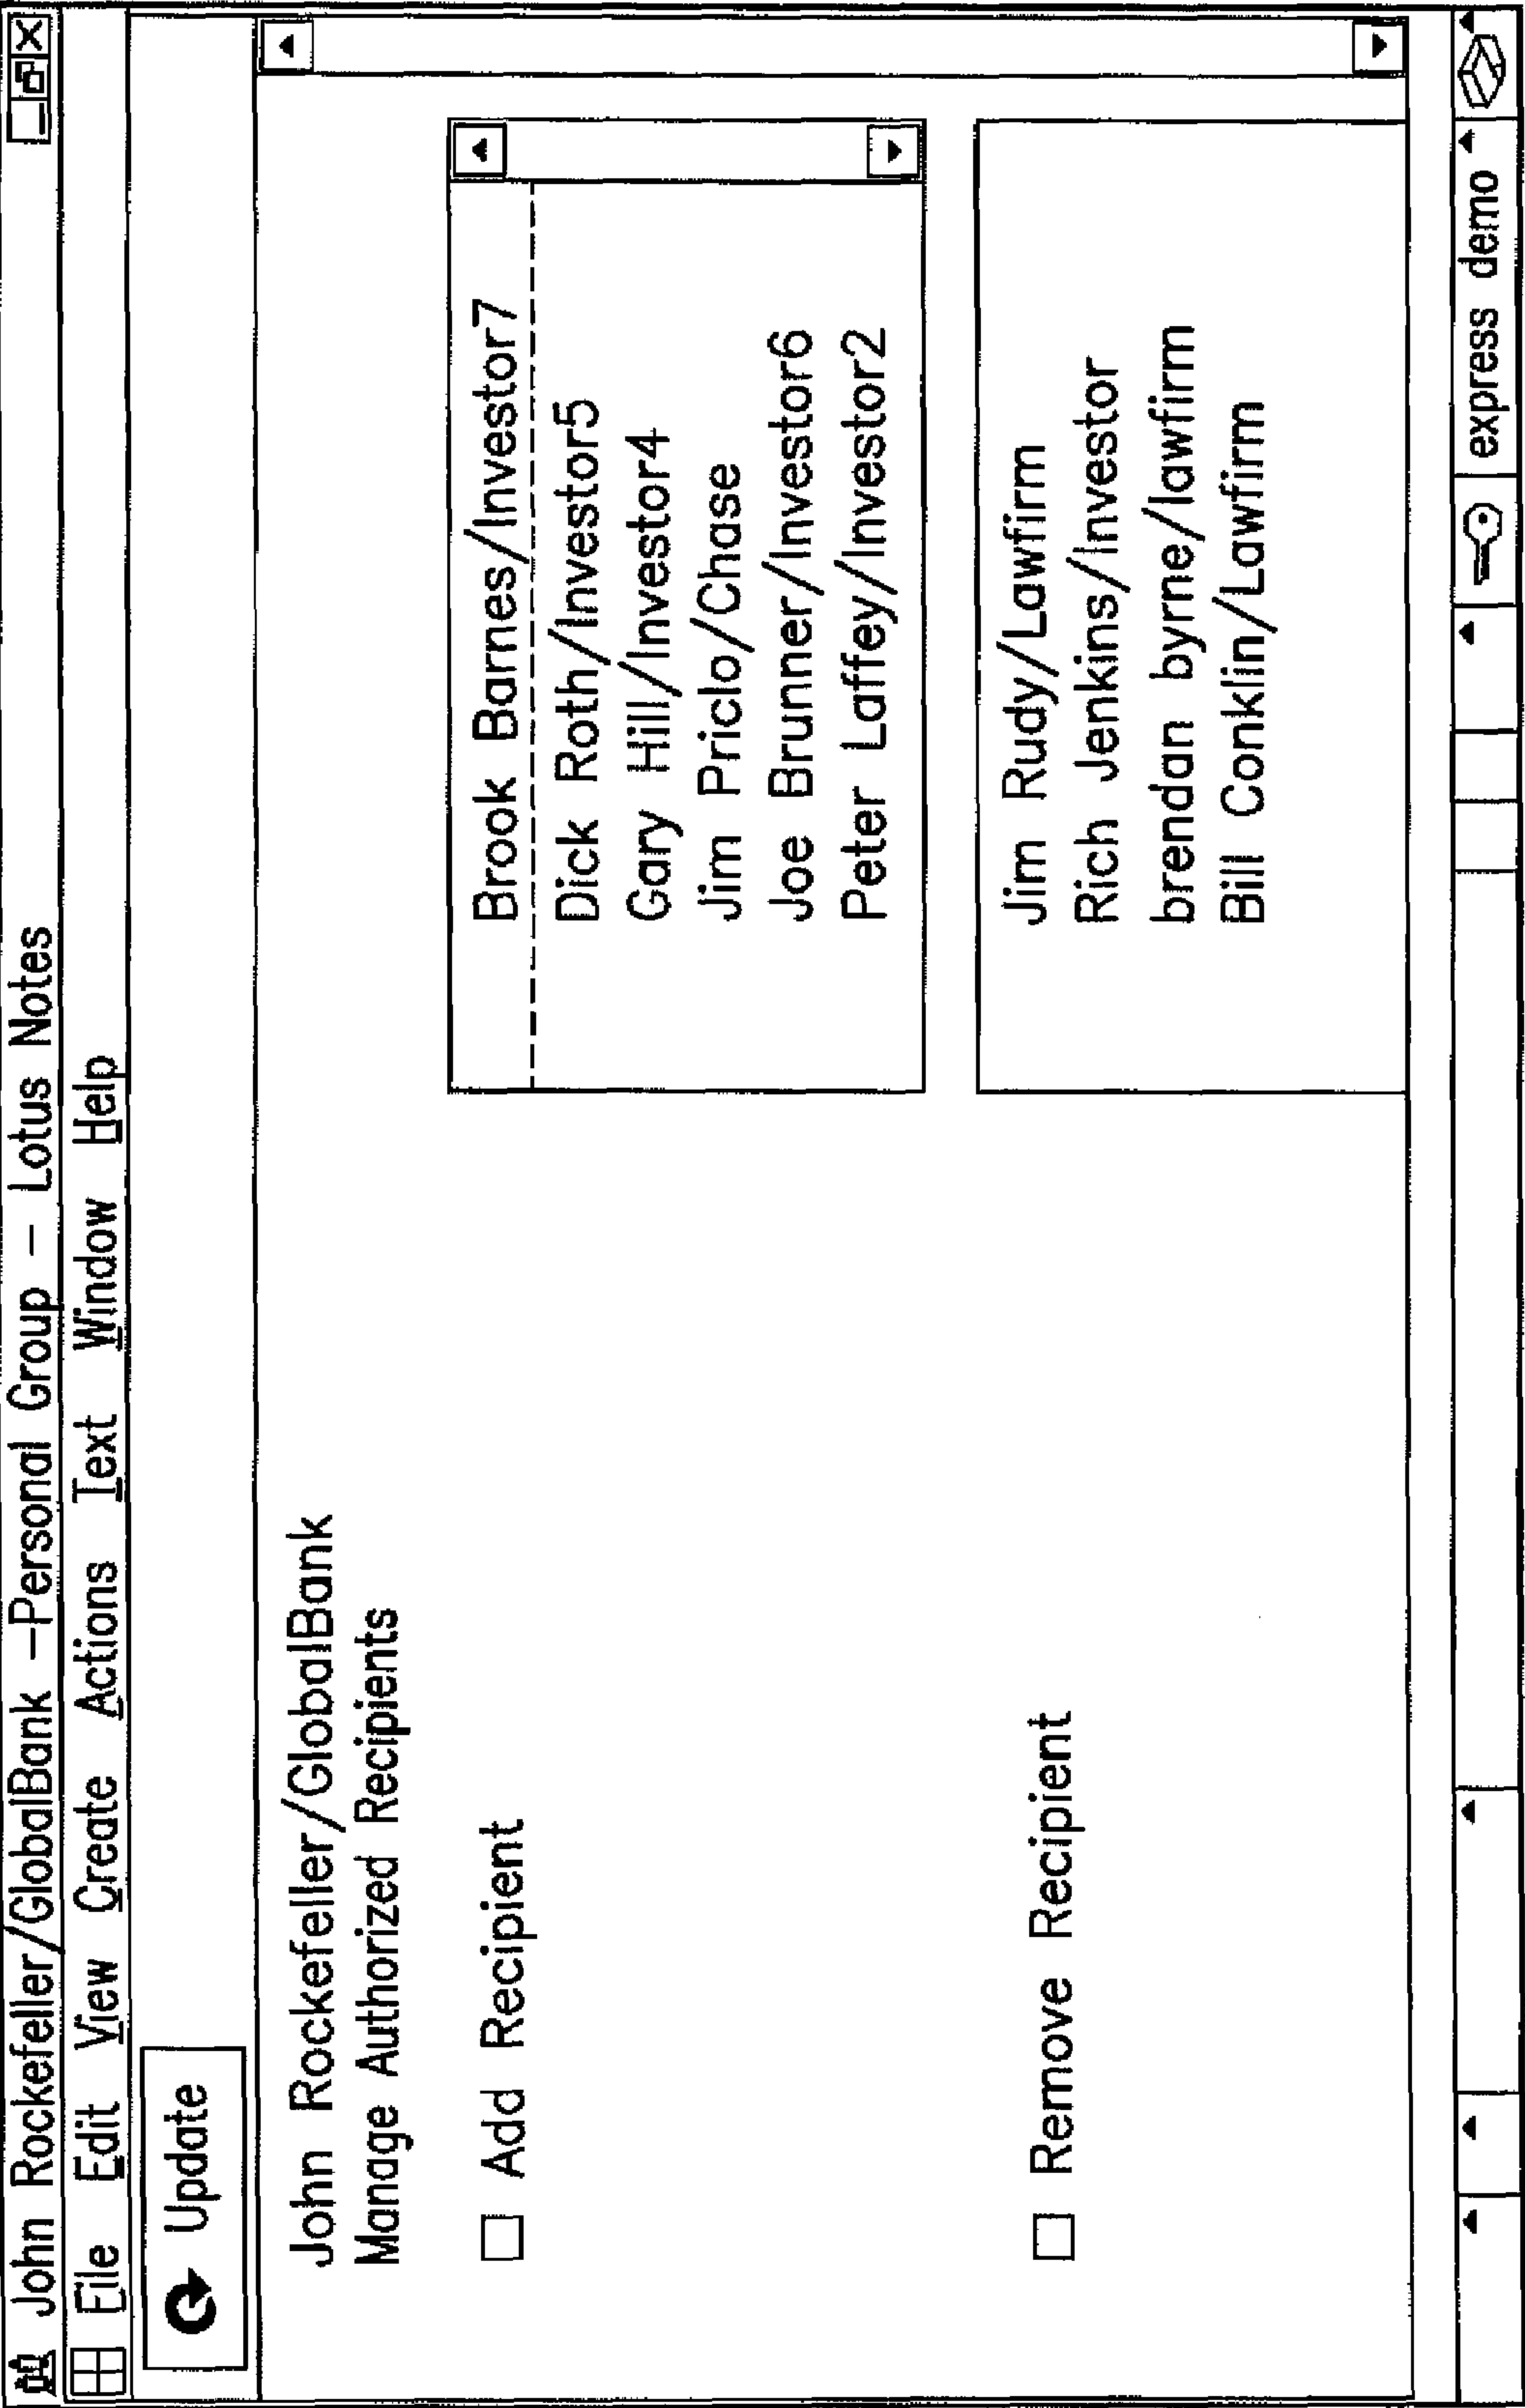 John Rockefeller/GlobalBank –Personal Group – Lotus Notes
File Edit View Create Actions Text Window Help
Update
John Rockefeller/GlobalBank
Manage Authorized Recipients
Add Recipient
Brook Barnes/Investor7
Dick Roth/Investor5
Gary Hill/Investor4
Jim Priclo/Chase
Joe Brunner/Investor6
Peter Laffey/Investor2
Remove Recipient
Jim Rudy/Lawfirm
Rich Jenkins/Investor
brendan byrne/lawfirm
Bill Conklin/Lawfirm
express demo